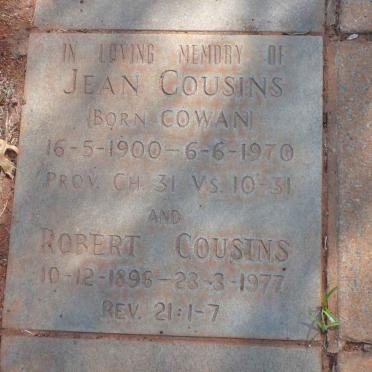 IN LOVING MEMORY OF
JEAN COUSINS
(BORN COWAN)
16-5-1900-6-6-1970
PROV. CH. 31 VS. 10-31
AND
ROBERT COUSINS
10-12-1896-23-3-1977
REV. 21:1-7